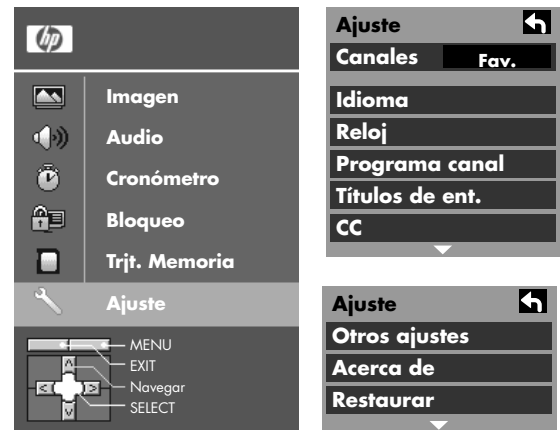 hp
Imagen
Audio
Cronómetro
Bloqueo
Trjt. Memoria
Ajuste
MENU
EXIT
Navegar
SELECT
Ajuste
Canales Fav.
Idioma
Reloj
Programa canal
Títulos de ent.
CC
Ajuste
Otros ajustes
Acerca de
Restaurar